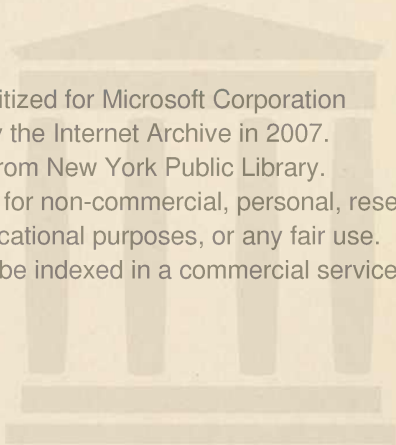 itized for Microsoft Corporation
the Internet Archive in 2007.
rom New York Public Library.
for non-commercial, personal, rese
cational purposes, or any fair use.
be indexed in a commercial service